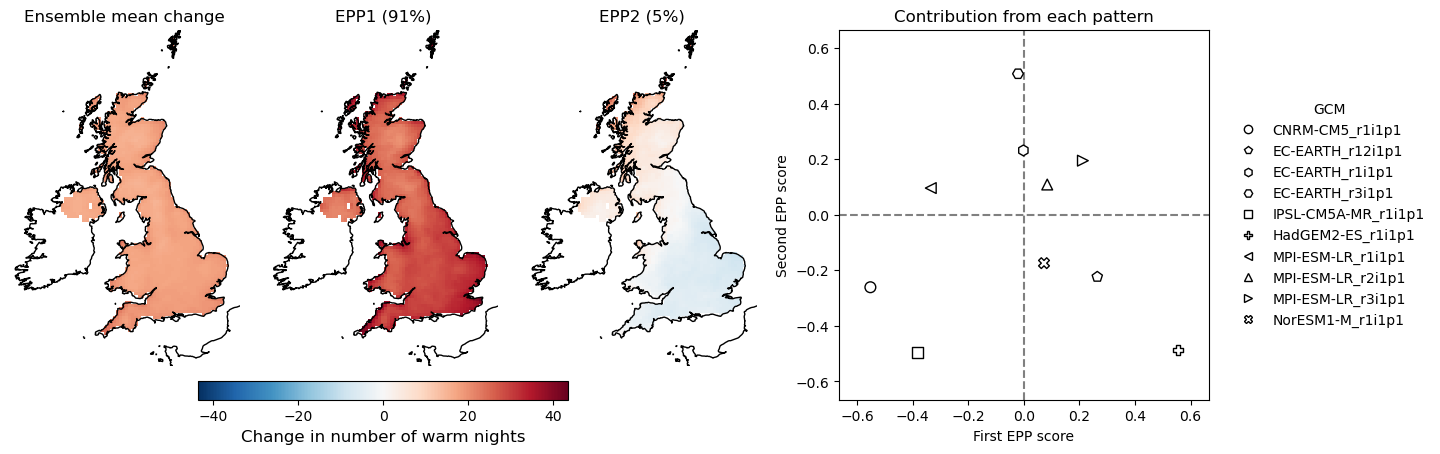 Ensemble mean change
EPP1 (91%)
EPP2 (5%)
−40
−20
0
20
40
Change in number of warm nights
Contribution from each pattern
Second EPP score
0.6
0.4
0.2
0.0
−0.2
−0.4
−0.6
−0.6
−0.4
−0.2
0.0
0.2
0.4
0.6
First EPP score
GCM
CNRM-CM5_r1i1p1
EC-EARTH_r12i1p1
EC-EARTH_r1i1p1
EC-EARTH_r3i1p1
IPSL-CM5A-MR_r1i1p1
HadGEM2-ES_r1i1p1
MPI-ESM-LR_r1i1p1
MPI-ESM-LR_r2i1p1
MPI-ESM-LR_r3i1p1
NorESM1-M_r1i1p1